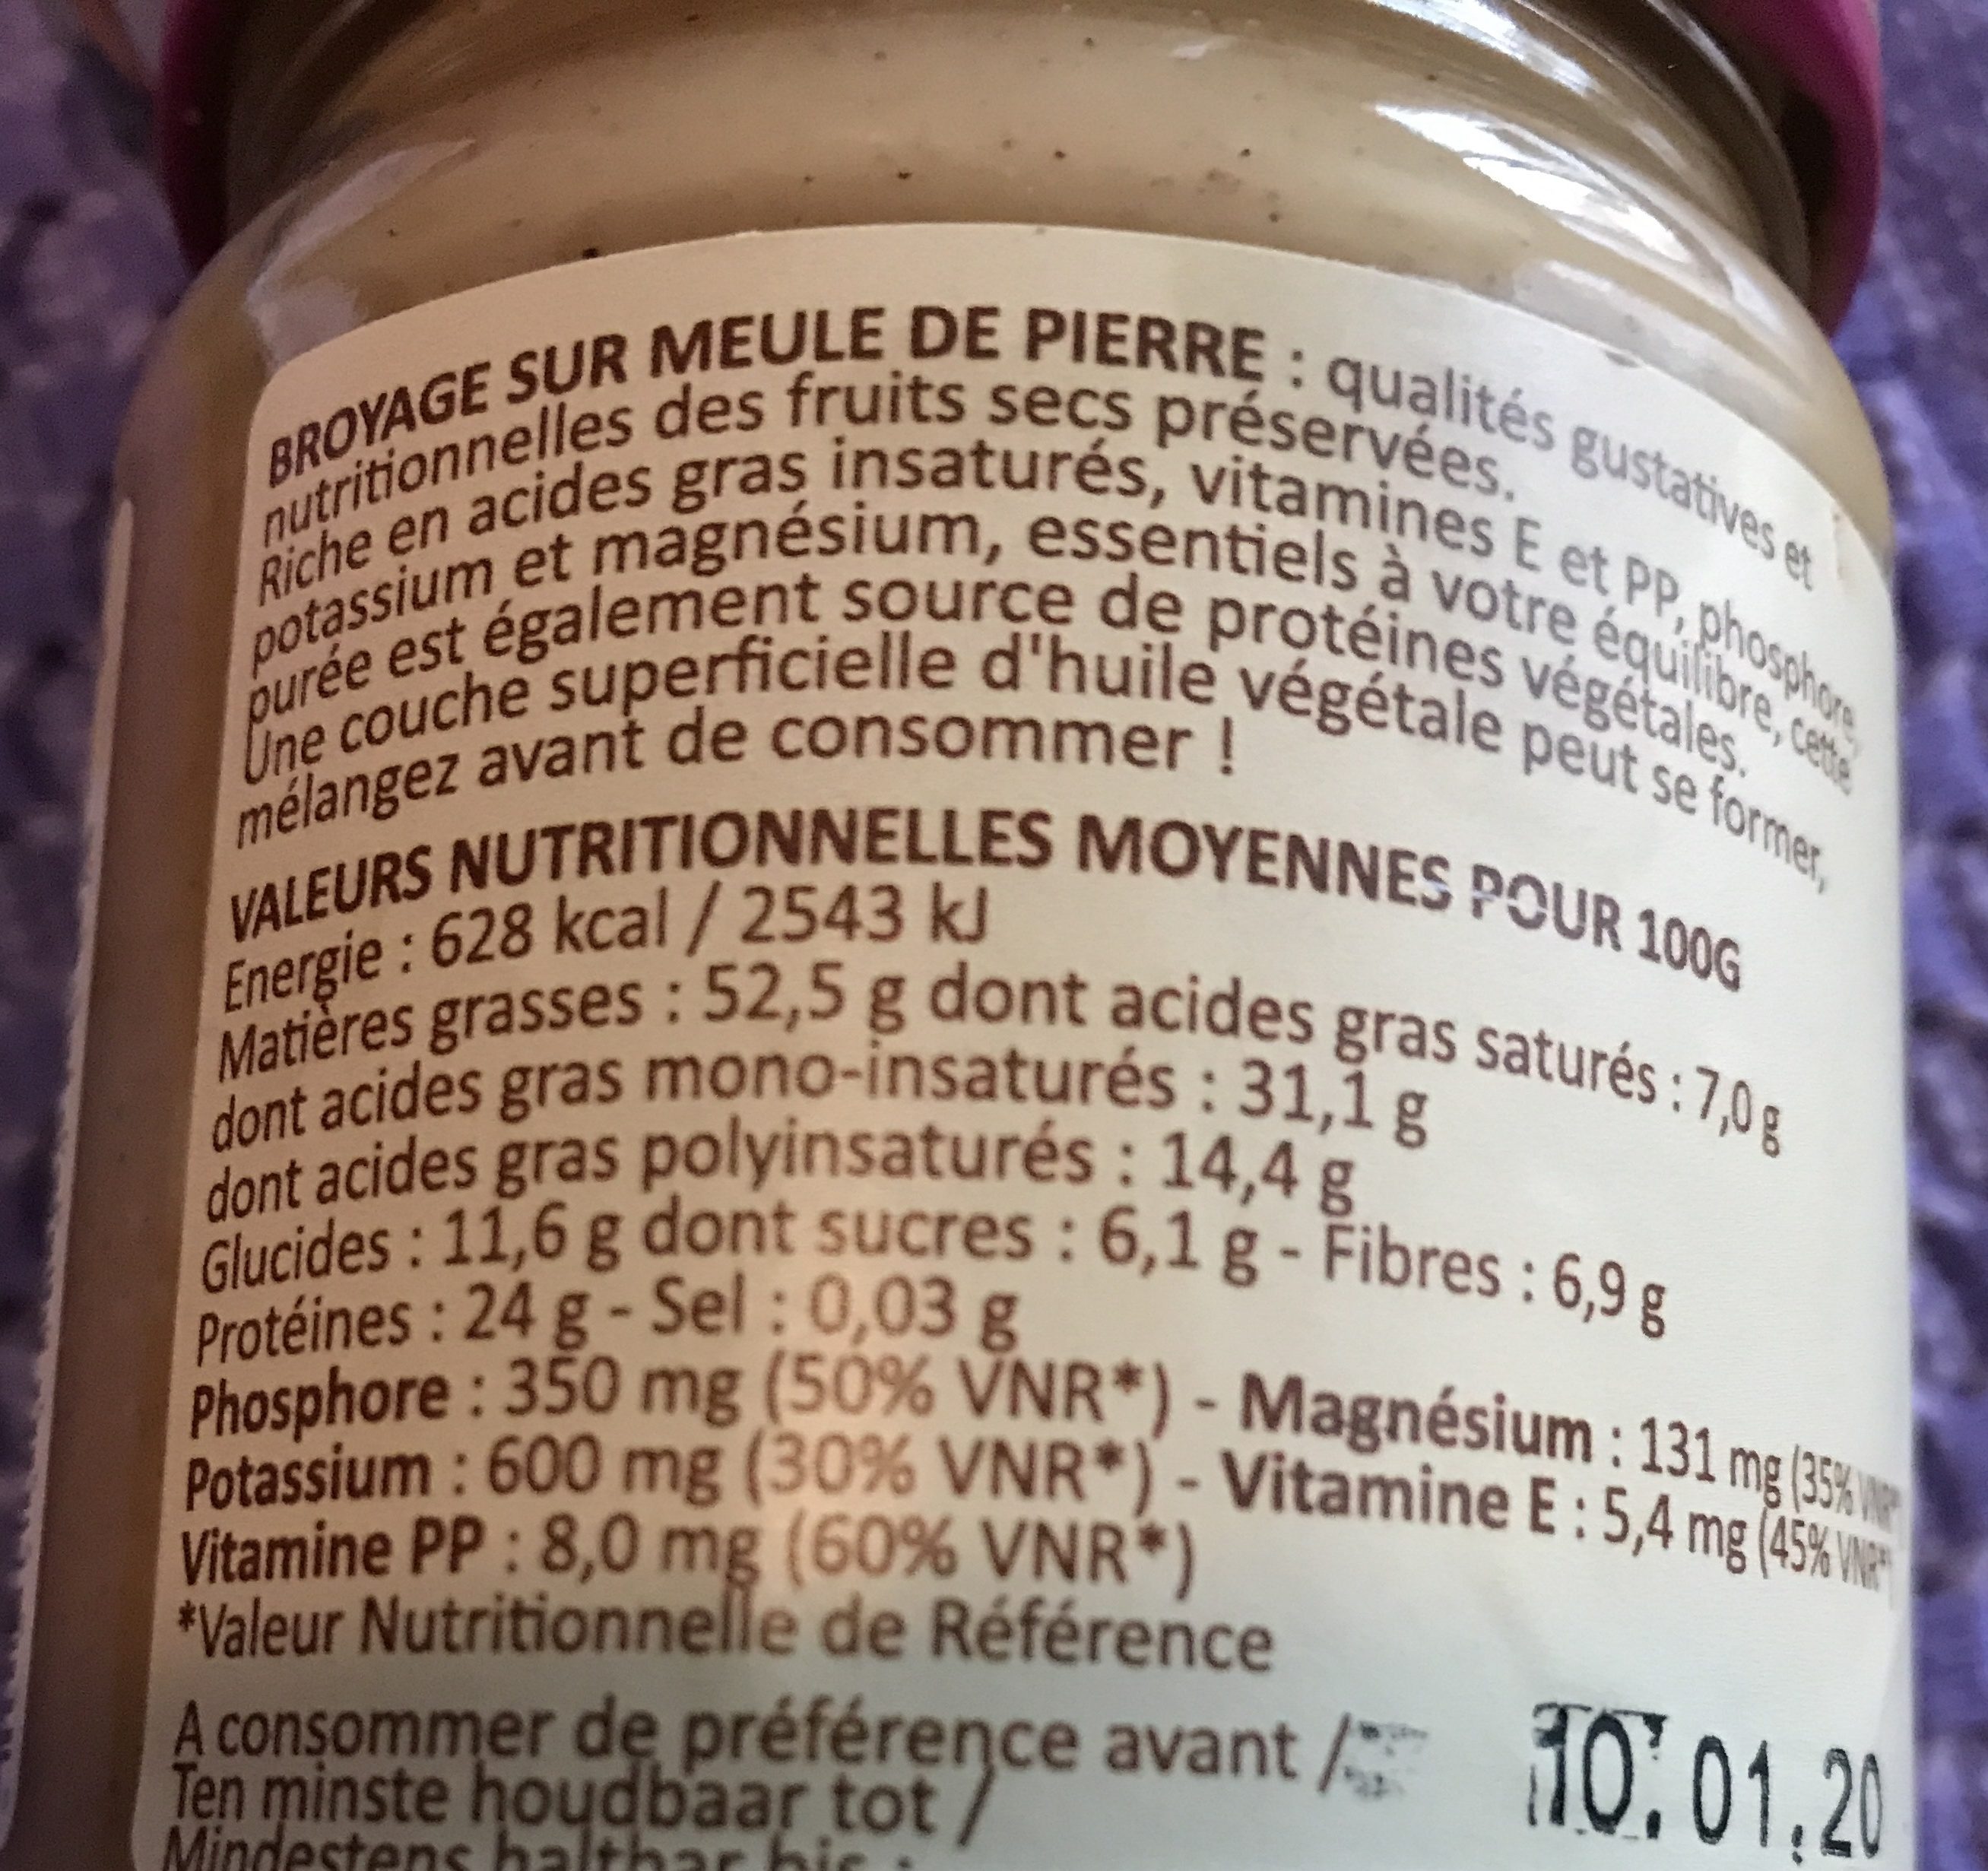 BROYAGE SUR MEULE DE PIERRE : qualités gustatives et
nutritionnelles des fruits secs préservées.
Riche en acides gras insaturés, vitamines E et PP, phosphore,
potassium et magnésium, essentiels à votre équilibre, cette
purée est également source de protéines végétales.
Une couche superficielle d'huile végétale peut se former,
mélangez avant de consommer !
VALEURS NUTRITIONNELLES MOYENNES POUR 100G
Energie : 628 kcal / 2543 kJ
Matières grasses : 52,5 g dont acides gras saturés : 7,0 g
dont acides gras mono-insaturés : 31,1 g
dont acides gras polyinsaturés : 14,4 g
Glucides : 11,6 g dont sucres : 6,1 g - Fibres : 6,9 g
Protéines : 24 g - Sel : 0,03 g
Phosphore : 350 mg (50% VNR*) - Magnésium : 131 mg (35% VNR*
Potassium : 600 mg (30% VNR*) - Vitamine E : 5,4 mg (45% VNR*)
Vitamine PP : 8,0 mg (60% VNR*)
*Valeur Nutritionnelle de Référence
A consommer de préférence avant / 10.01.20
Ten minste houdbaar tot /
Mindestens haltbar bis :